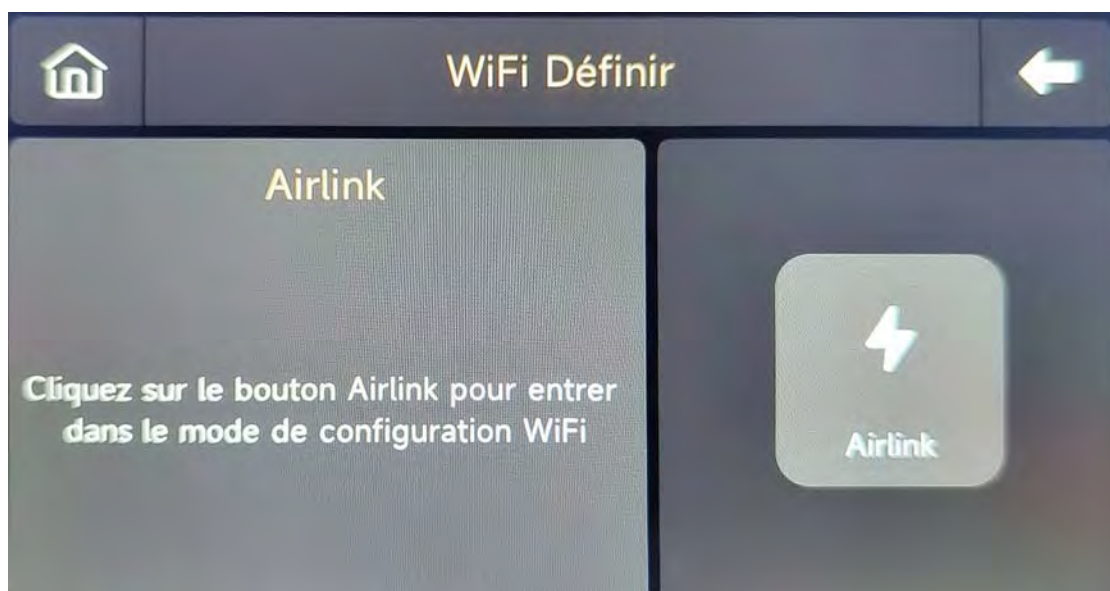 WiFi Définir
Airlink
Cliquez sur le bouton Airlink pour entrer
dans le mode de configuration WiFi
Airlink